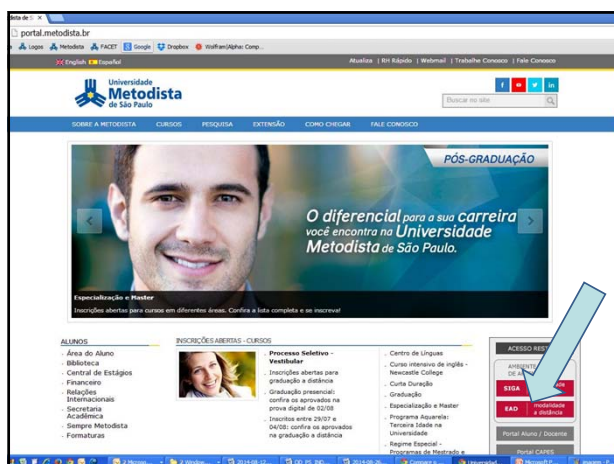 portal.metodista.br
Logos Metodista FACET Google Dropbox Wolfram|Alpha: Comp...
English Español
Atualiza | RH Rápido | Webmail | Trabalhe Conosco | Fale Conosco
Universidade
Metodista
de São Paulo
Buscar no site
SOBRE A METODISTA CURSOS PESQUISA EXTENSÃO COMO CHEGAR FALE CONOSCO
PÓS-GRADUAÇÃO
O diferencial para a sua carreira
você encontra na Universidade
Metodista de São Paulo.
Especialização e Master
Inscrições abertas para cursos em diferentes áreas. Confira a lista completa e se inscreva!
ALUNOS
Área do Aluno
Biblioteca
Central de Estágios
Financeiro
Relações
Internacionais
Secretaria
Acadêmica
Sempre Metodista
Formaturas
INSCRIÇÕES ABERTAS - CURSOS
Processo Seletivo -
Vestibular
Inscrições abertas para
graduação a distância
Graduação presencial:
confira os aprovados na
prova digital de 02/08
Inscritos entre 29/07 e
04/08: confira os aprovados
na graduação a distância
Centro de Línguas
Curso intensivo de inglês -
Newcastle College
Curta Duração
Graduação
Especialização e Master
Programa Aquarela:
Terceira Idade na
Universidade
Regime Especial -
Programas de Mestrado e
ACESSO REST
AMBIENTE
DE A
SIGA
EAD modalidade
a distância
Portal Aluno / Docente
Portal CAPES